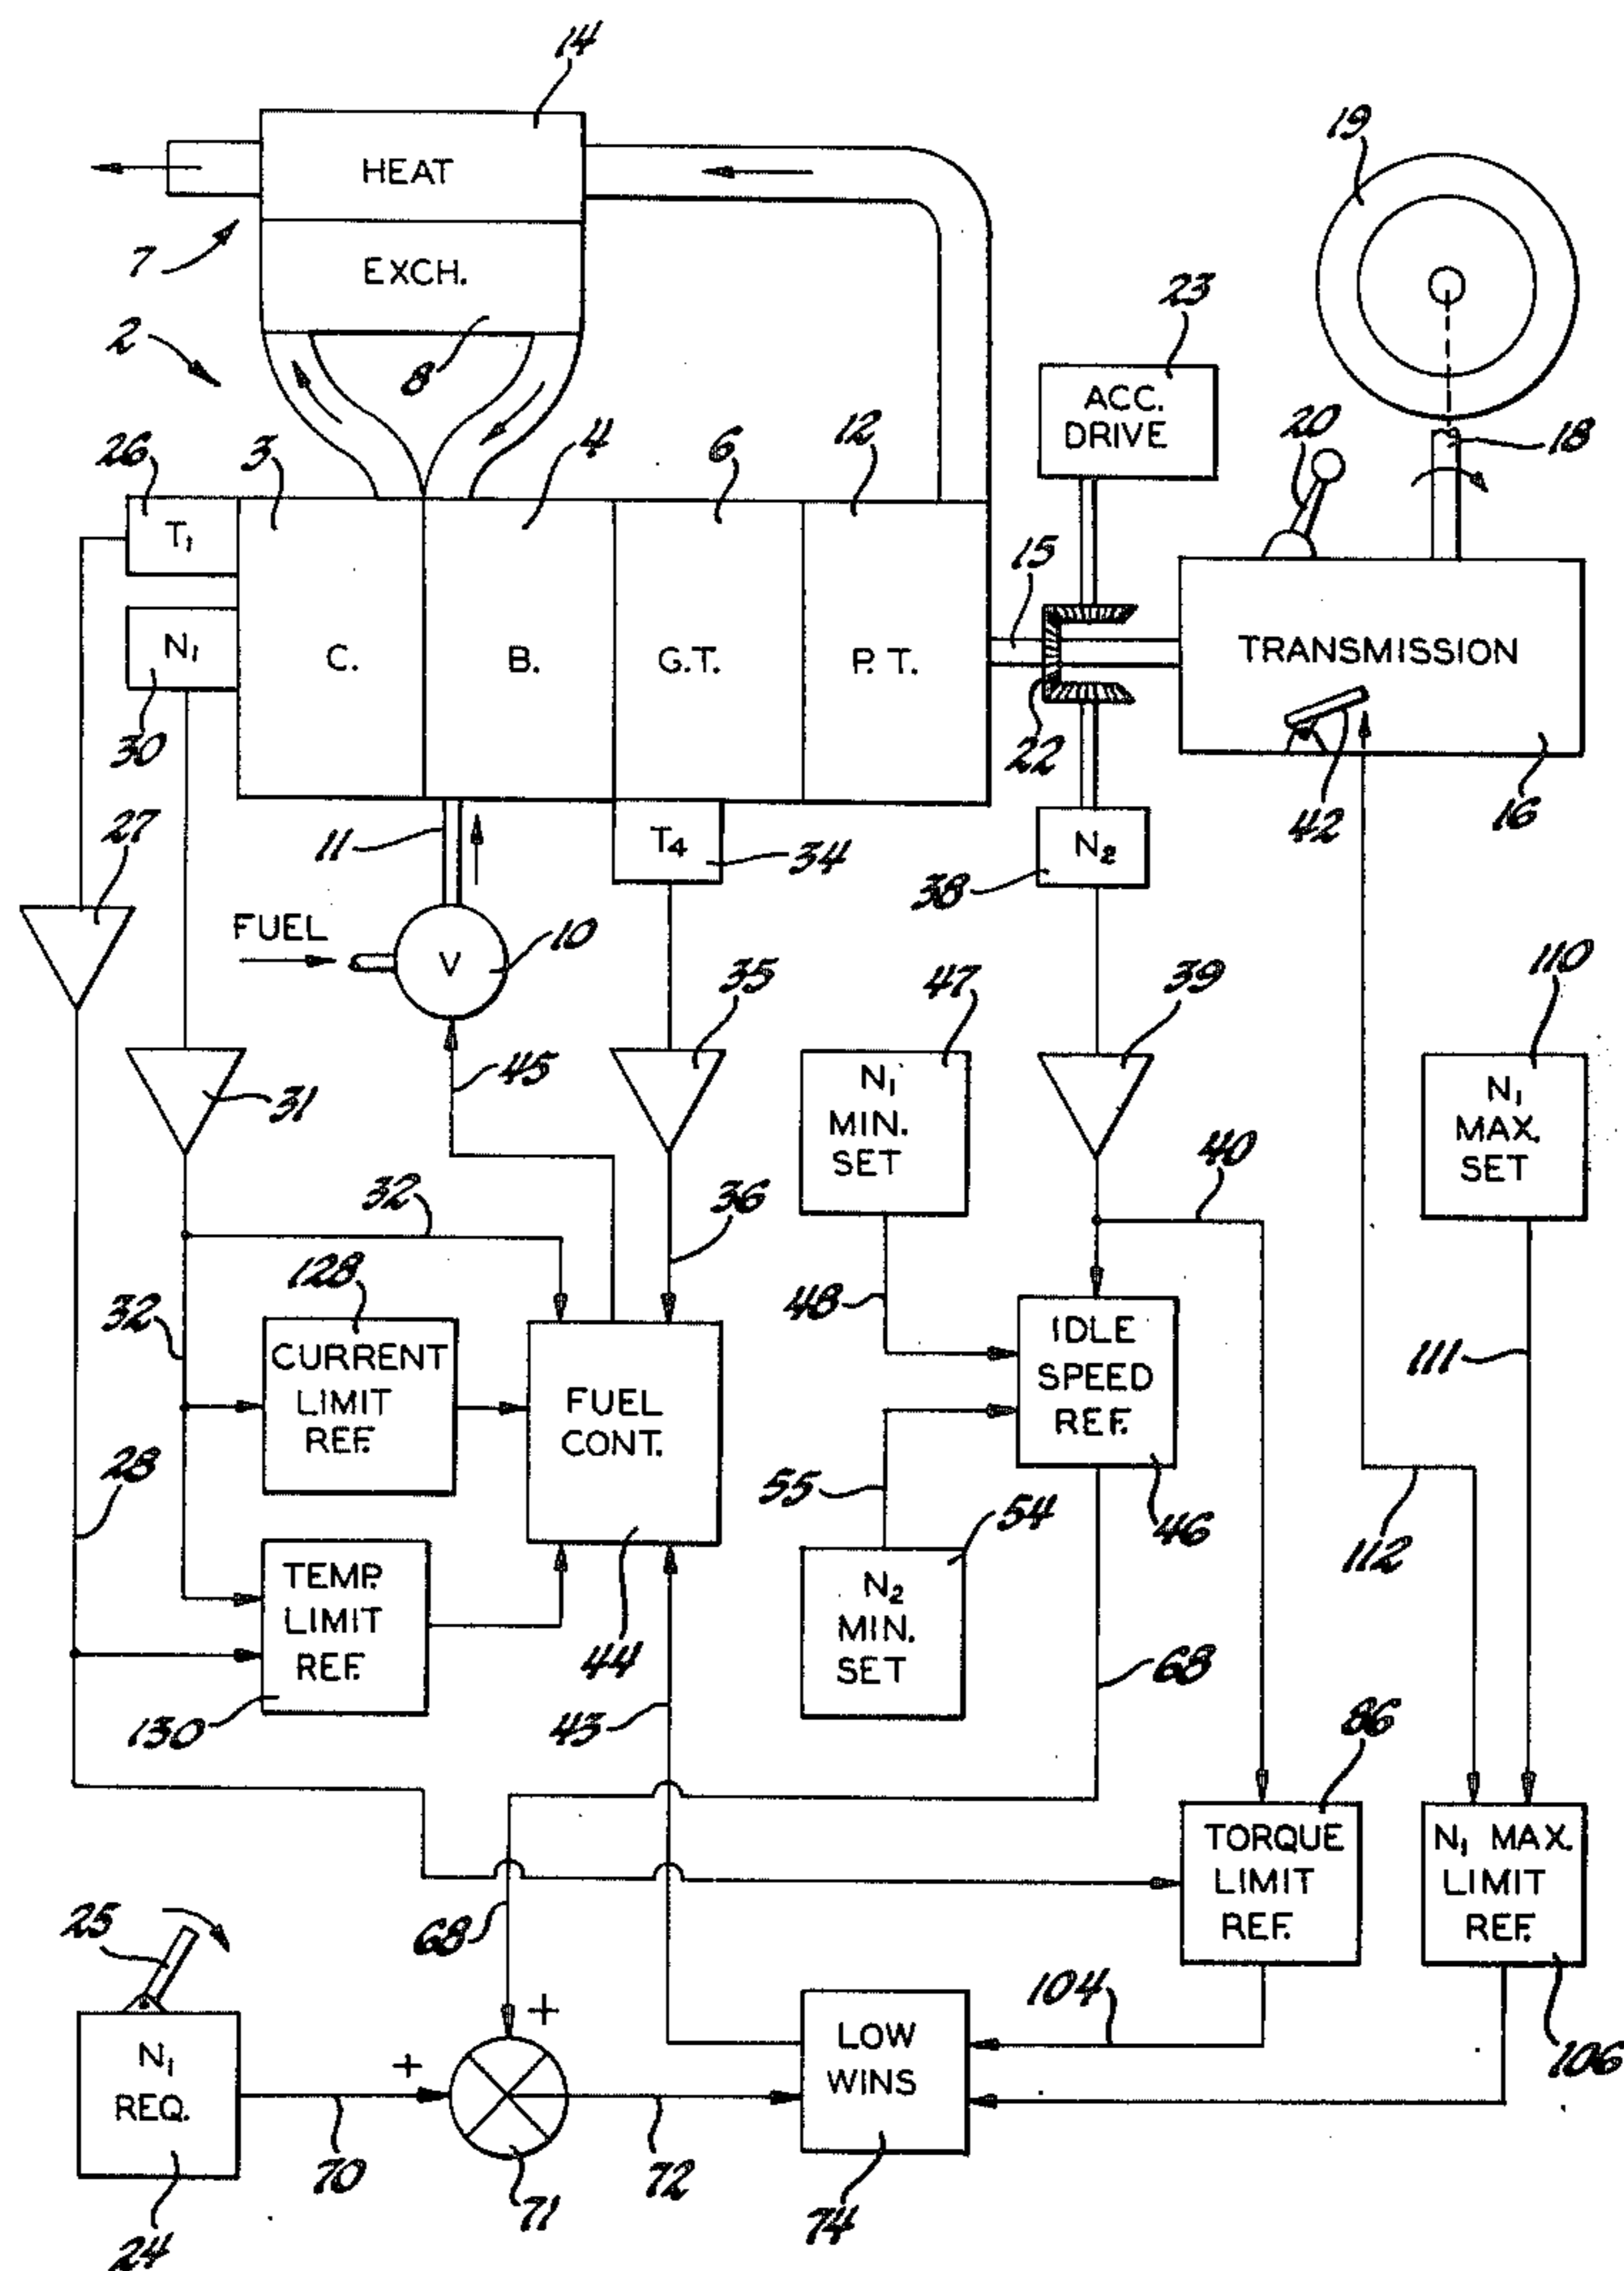 14
HEAT
19
7
EXCH.
23
2
8
ACC.
DRIVE
20
18
26
3
4
6
12
T1
15
N1
C.
B.
G.T.
P.T.
TRANSMISSION
30
22
42
16
27
11
T4
34
N2
38
FUEL
V
10
35
47
39
110
31
45
N1
MIN.
SET
N1
MAX.
SET
32
36
40
128
48
32
CURRENT
LIMIT
REF.
FUEL
CONT.
IDLE
SPEED
REF.
111
28
55
54
46
112
TEMP.
LIMIT
REF.
N2
MIN.
SET
44
130
43
68
86
TORQUE
LIMIT
REF.
N1 MAX.
LIMIT
REF.
25
68
104
+
LOW
WINS
106
N1
REQ.
+
70
72
71
74
24